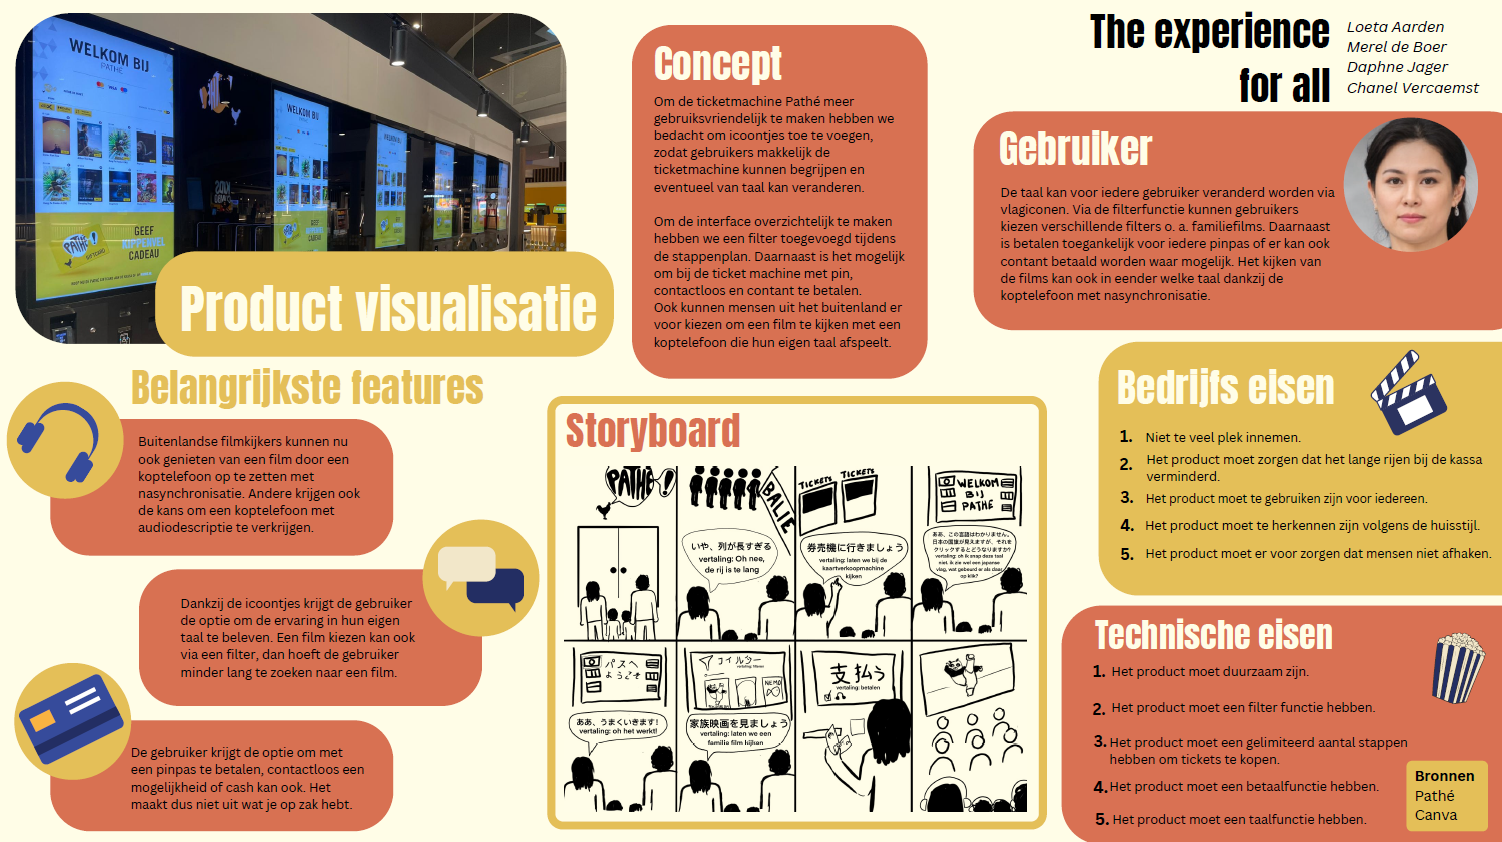 WELKOM BIJ
PATHÉ
WELKOM BIJ
GEEF
KIPPENVEL
CADEAU
PATHÉ!
GEEF
CADEAU
Product visualisatie
Concept
Om de ticketmachine Pathé meer
gebruiksvriendelijk te maken hebben we
bedacht om icoontjes toe te voegen,
zodat gebruikers makkelijk de
ticketmachine kunnen begrijpen en
eventueel van taal kan veranderen.
Om de interface overzichtelijk te maken
hebben we een filter toegevoegd tijdens
de stappenplan. Daarnaast is het mogelijk
om bij de ticket machine met pin,
contactloos en contant te betalen.
Ook kunnen mensen uit het buitenland er
voor kiezen om een film te kijken met een
koptelefoon die hun eigen taal afspeelt.
The experience
for all
Loeta Aarden
Merel de Boer
Daphne Jager
Chanel Vercaemst
Gebruiker
De taal kan voor iedere gebruiker veranderd worden via
vlagiconen. Via de filterfunctie kunnen gebruikers
kiezen verschillende filters o. a. familiefilms. Daarnaast
is betalen toegankelijk voor iedere pinpas of er kan ook
contant betaald worden waar mogelijk. Het kijken van
de films kan ook in eender welke taal dankzij de
koptelefoon met nasynchronisatie.
Belangrijkste features
Buitenlandse filmkijkers kunnen nu
ook genieten van een film door een
koptelefoon op te zetten met
nasynchronisatie. Andere krijgen ook
de kans om een koptelefoon met
audiodescriptie te verkrijgen.
Dankzij de icoontjes krijgt de gebruiker
de optie om de ervaring in hun eigen
taal te beleven. Een film kiezen kan ook
via een filter, dan hoeft de gebruiker
minder lang te zoeken naar een film.
De gebruiker krijgt de optie om met
een pinpas te betalen, contactloos een
mogelijkheid of cash kan ook. Het
maakt dus niet uit wat je op zak hebt.
Storyboard
PATHÉ!
BALIE
いや、列が長すぎる
vertaling: Oh nee,
de rij is te lang
TICKETS
TICKETS
券売機に行きましょう
vertaling: laten we bij de
kaartverkoopmachine
kijken
WELKOM
BIJ
PATHE
ああ、この言語はわかりません。
日本の国旗が見えますが、それを
クリックするとどうなりますか?
vertaling: ik snap deze taal
niet. ik zie wel een japanse
vlag, wat gebeurd er als daar
op klik?
パスへ
ようこそ
ああ、うまくいきます!
vertaling: oh het werkt!
NEMO
家族映画を見ましょう
vertaling: laten we een
familie film kijken
支払う
vertaling: betalen
Bedrijfs eisen
1. Niet te veel plek innemen.
2. Het product moet zorgen dat het lange rijen bij de kassa
verminderd.
3. Het product moet te gebruiken zijn voor iedereen.
4. Het product moet te herkennen zijn volgens de huisstijl.
5. Het product moet er voor zorgen dat mensen niet afhaken.
Technische eisen
1. Het product moet duurzaam zijn.
2. Het product moet een filter functie hebben.
3. Het product moet een gelimiteerd aantal stappen
hebben om tickets te kopen.
4. Het product moet een betaalfunctie hebben.
5. Het product moet een taalfunctie hebben.
Bronnen
Pathé
Canva